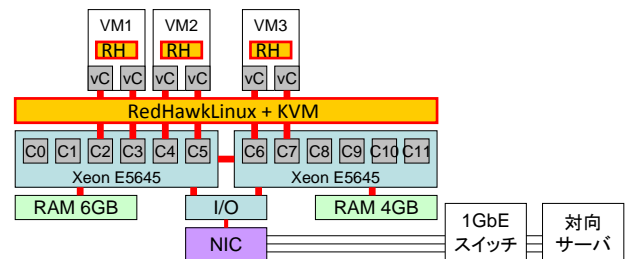 VM1 VM2 VM3
RH RH RH
vC vC vC vC vC vC
RedHawkLinux + KVM
C0 C1 C2 C3 C4 C5 C6 C7 C8 C9 C10 C11
Xeon E5645 Xeon E5645
RAM 6GB I/O RAM 4GB
NIC
1GbE
スイッチ
対向
サーバ